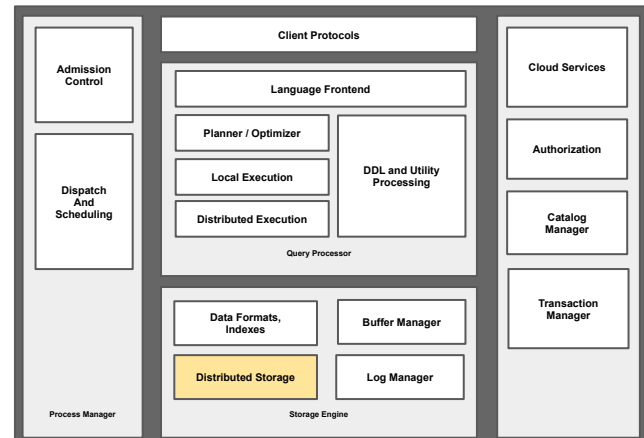 Admission
Control
Dispatch
And
Scheduling
Process Manager
Client Protocols
Language Frontend
Planner / Optimizer
Local Execution
Distributed Execution
DDL and Utility
Processing
Query Processor
Data Formats,
Indexes
Buffer Manager
Distributed Storage
Log Manager
Storage Engine
Cloud Services
Authorization
Catalog
Manager
Transaction
Manager